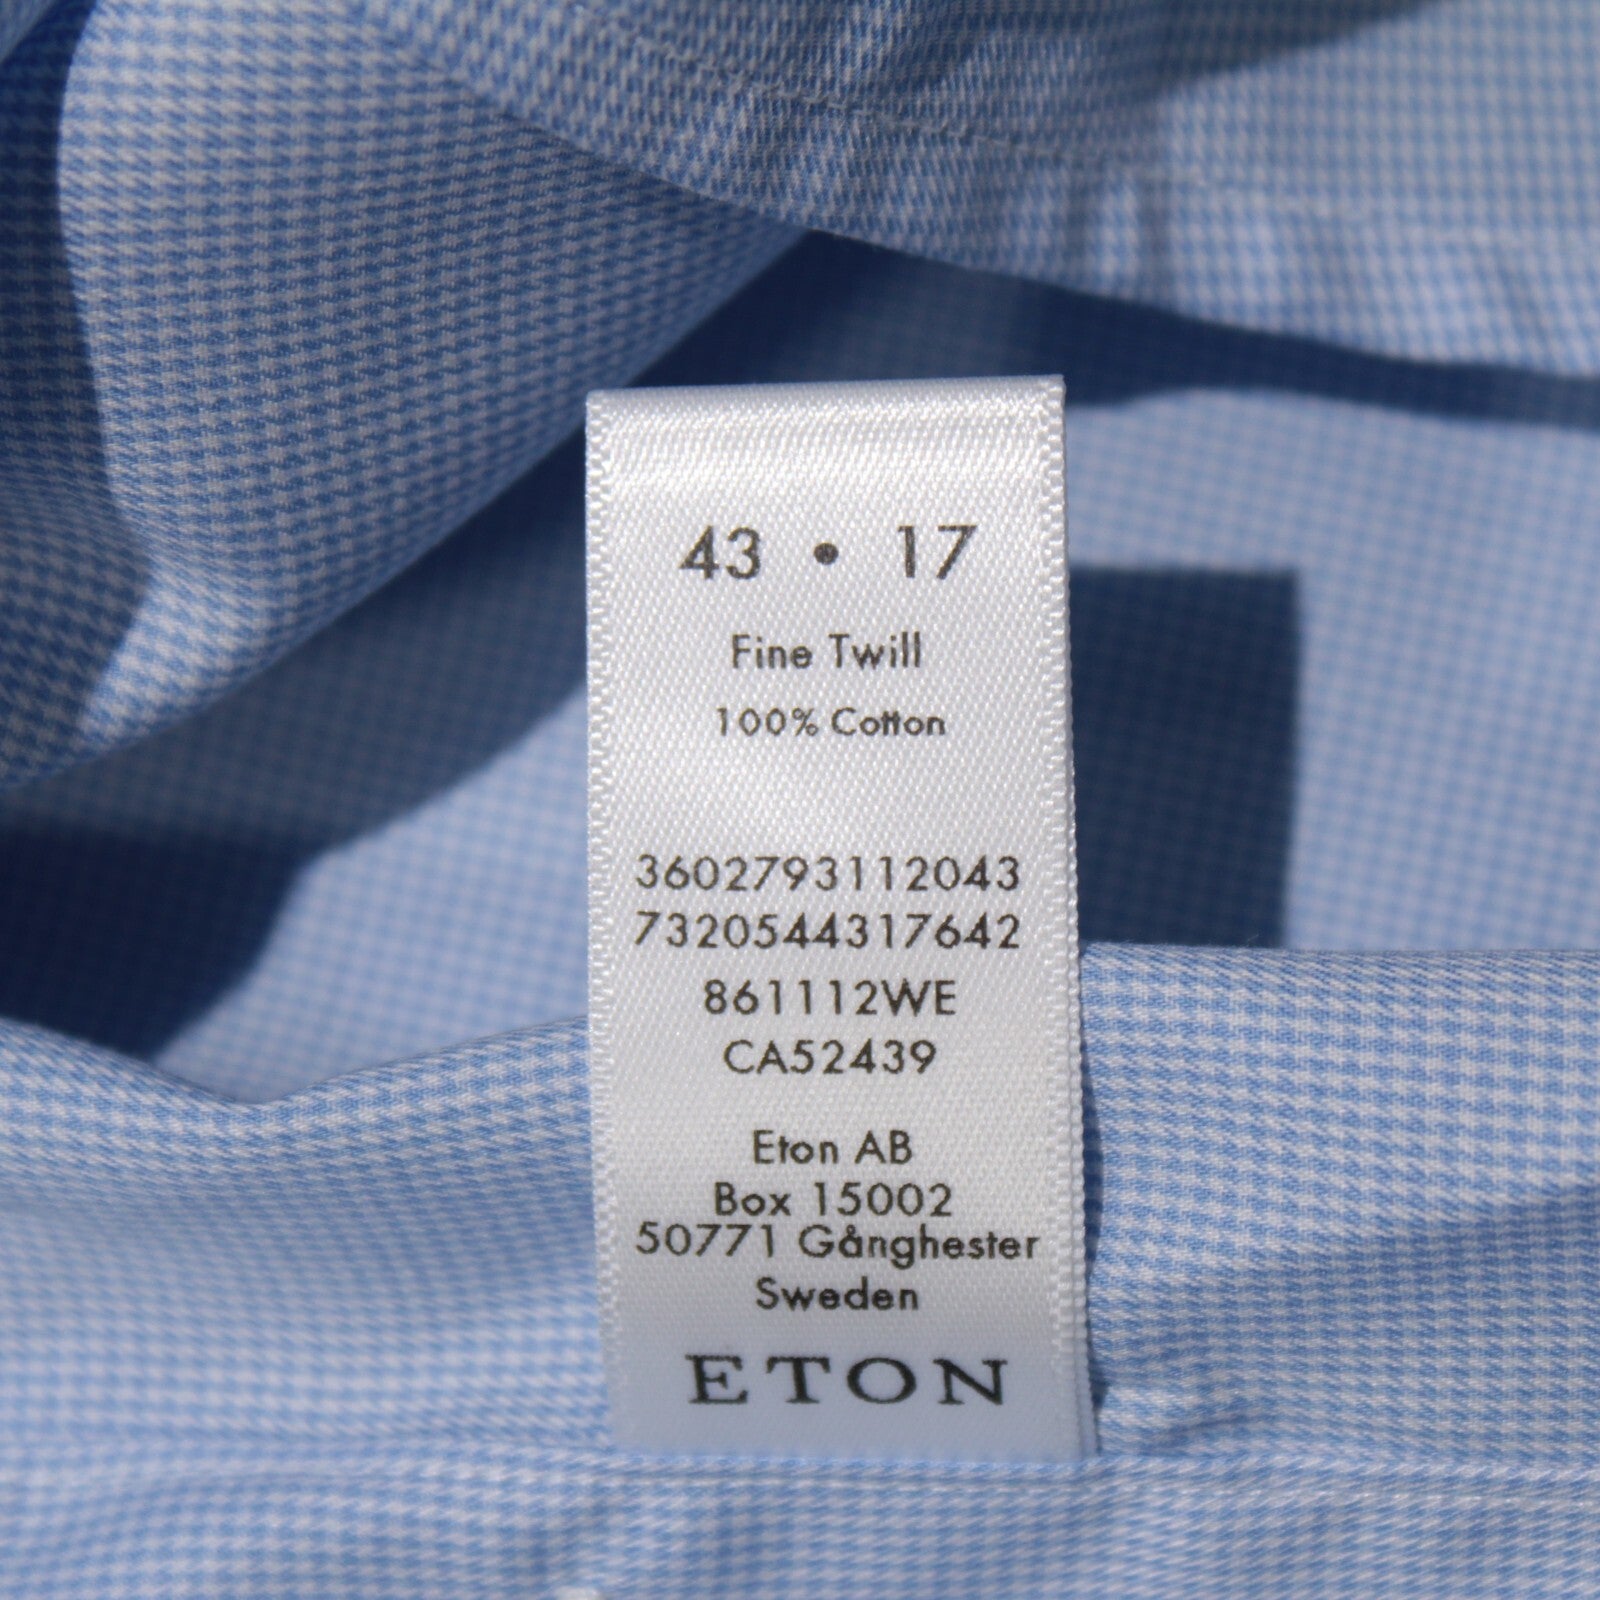 43 • 17
Fine Twill
100% Cotton
3602793112043
7320544317642
861112WE
CA52439
Eton AB
Box 15002
50771 Gånghester
Sweden
ETON